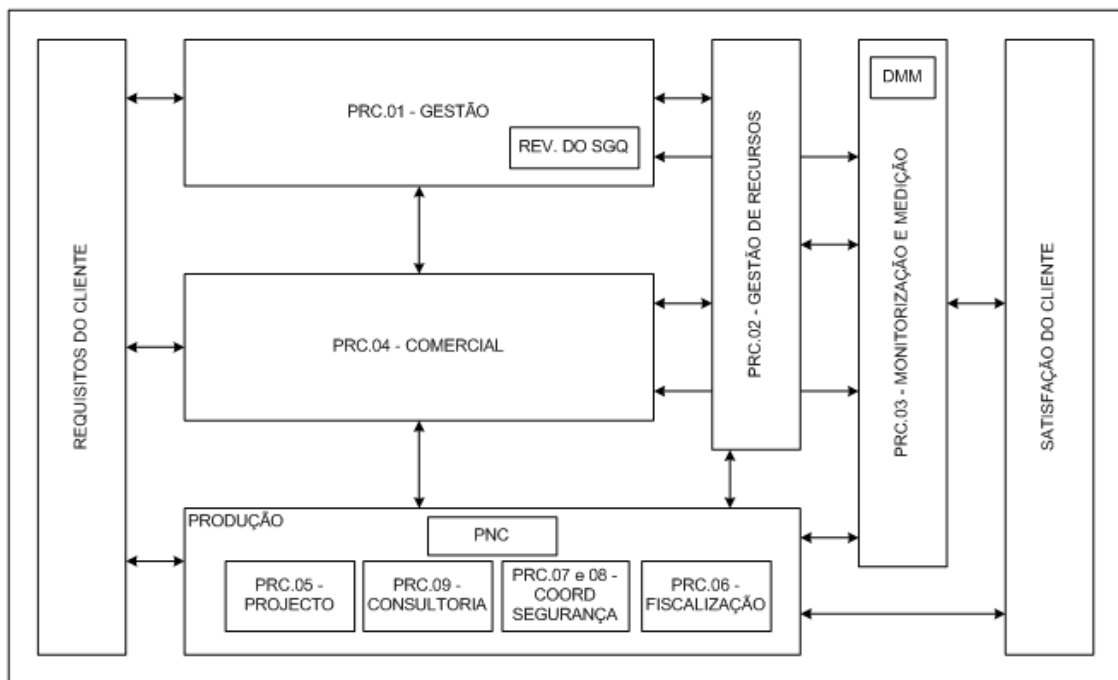 REQUISITOS DO CLIENTE
PRC.01 - GESTÃO
REV. DO SGQ
PRC.02 - GESTÃO DE RECURSOS
DMM
PRC.03 - MONITORIZAÇÃO E MEDIÇÃO
SATISFAÇÃO DO CLIENTE
PRC.04 - COMERCIAL
PRODUÇÃO
PNC
PRC.05 -
PROJECTO
PRC.09 -
CONSULTORIA
PRC.07 e 08 -
COORD
SEGURANÇA
PRC.06 -
FISCALIZAÇÃO